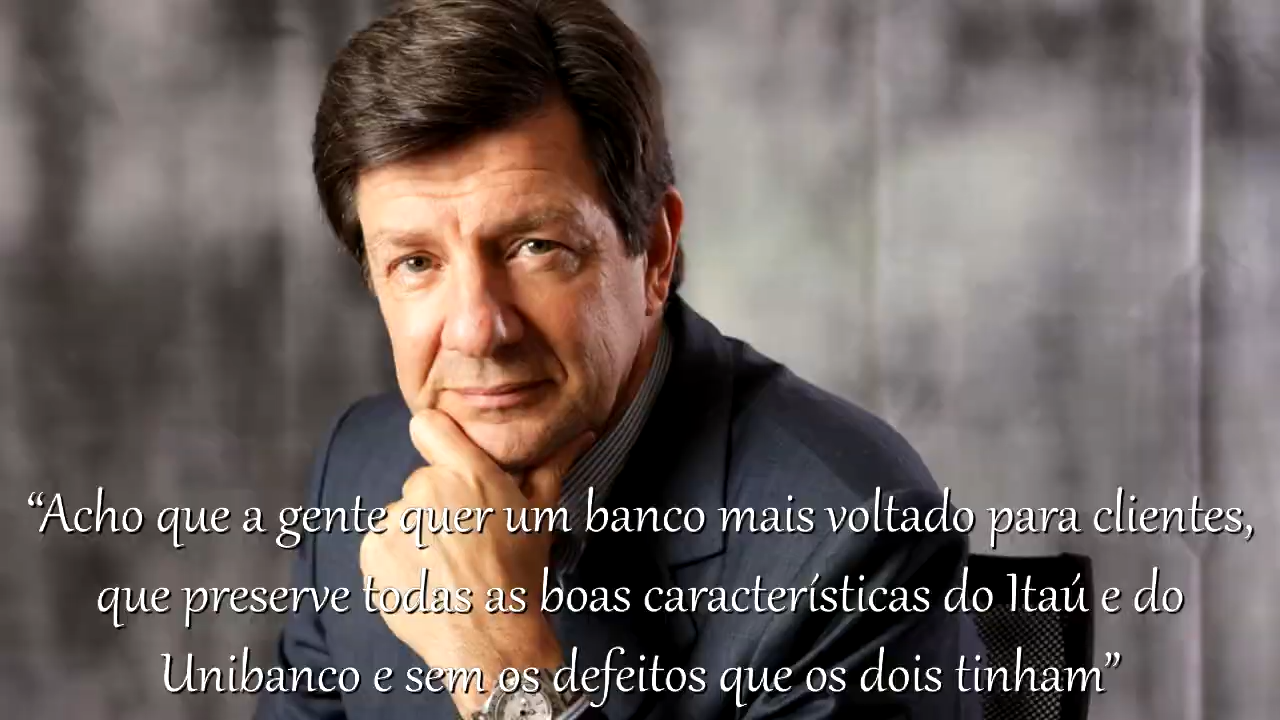 “Acho que a gente quer um banco mais voltado para clientes,
que preserve todas as boas características do Itaú e do
Unibanco e sem os defeitos que os dois tinham”